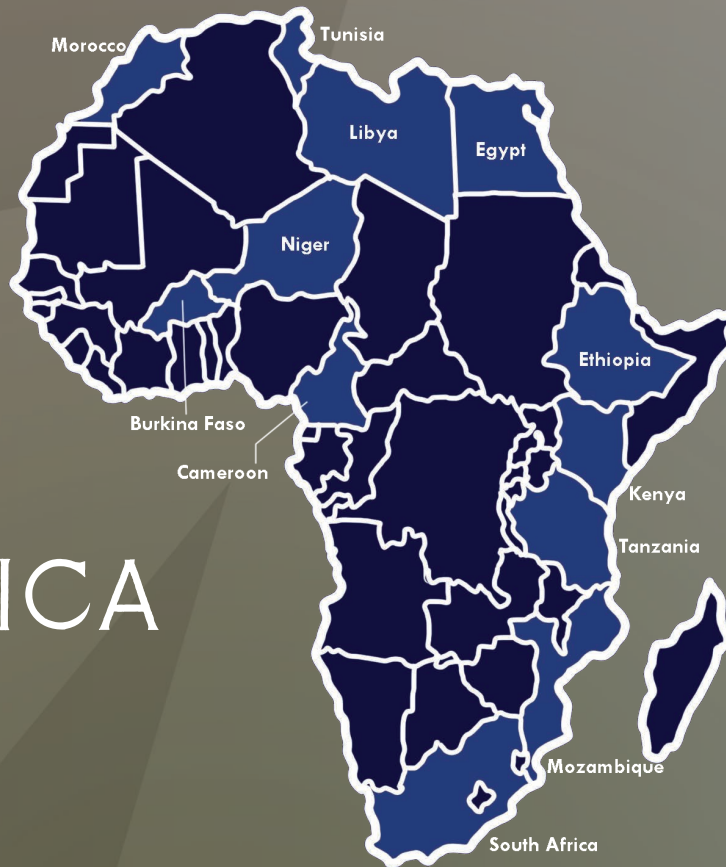 Morocco
Tunisia
Libya
Egypt
Niger
Ethiopia
Burkina Faso
Cameroon
Kenya
Tanzania
ICA
Mozambique
South Africa